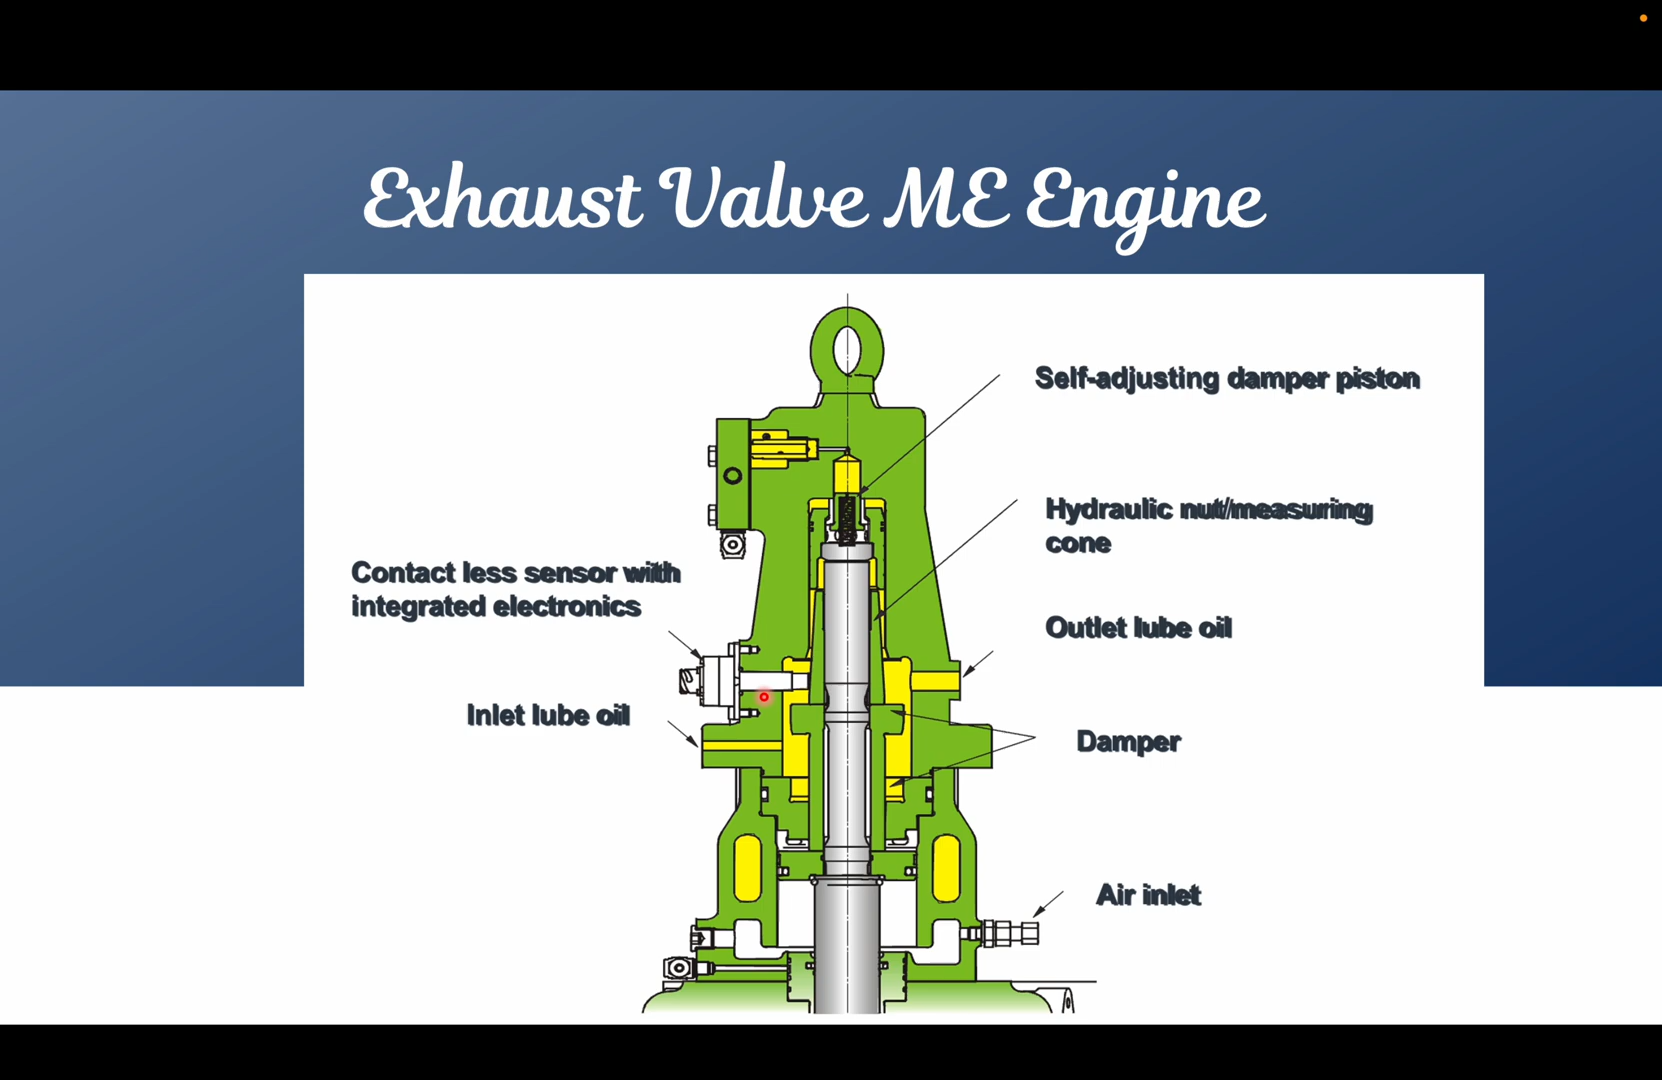 Exhaust Valve ME Engine
Self-adjusting damper piston
Hydraulic nut/measuring
cone
Contact less sensor with
integrated electronics
Outlet lube oil
Inlet lube oil
Damper
Air inlet